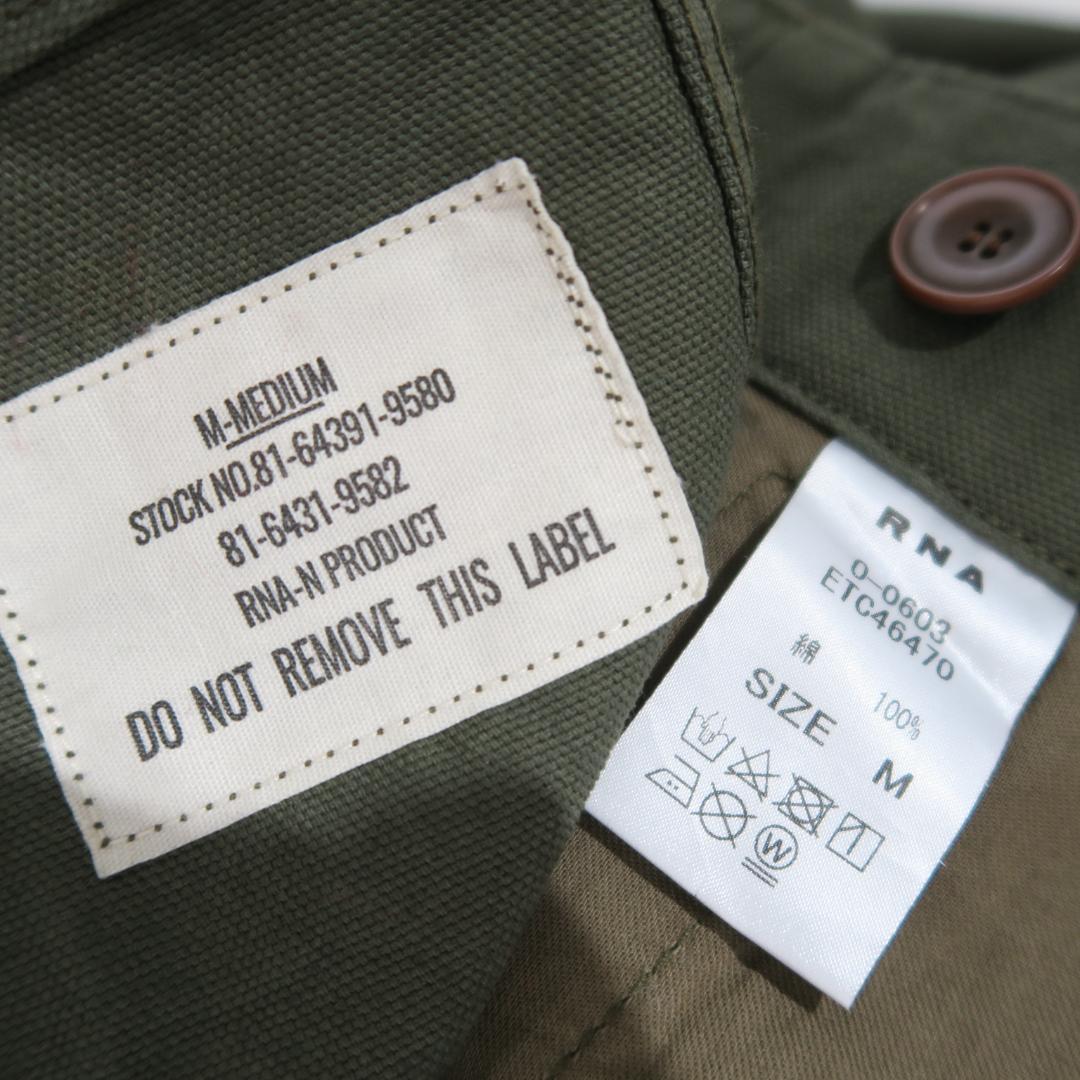 M-MEDIUM
STOCK NO.81-64391-9580
81-6431-9582
RNA-N PRODUCT
DO NOT REMOVE THIS LABEL
RNA
0-0603
ETC46470
綿 100%
SIZE M
W